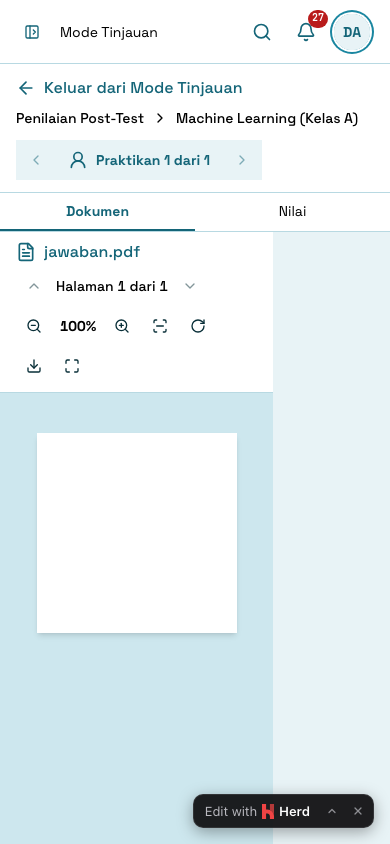 Mode Tinjauan
27
DA
Keluar dari Mode Tinjauan
Penilaian Post-Test > Machine Learning (Kelas A)
Praktikan 1 dari 1
Dokumen
Nilai
jawaban.pdf
Halaman 1 dari 1
100%
Edit with Herd